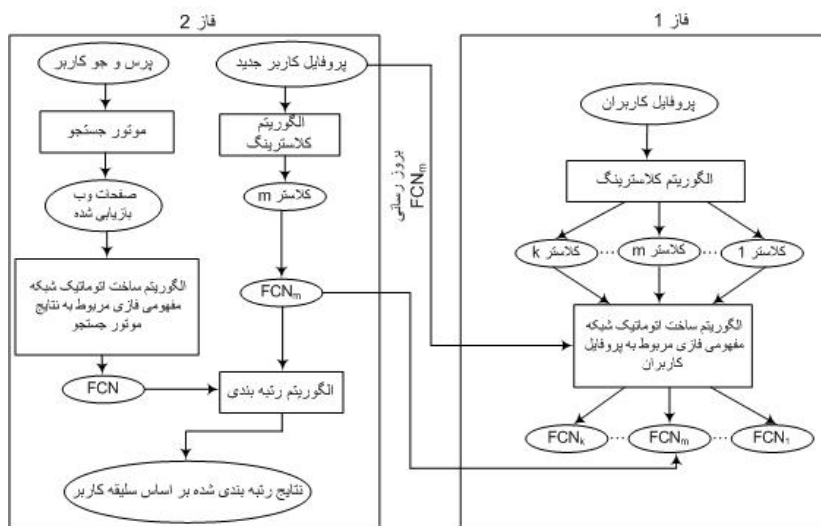 فاز 1
پروفایل کاربران
الگوریتم کلاسترینگ
کلاستر 1
...
کلاستر m
...
کلاستر k
الگوریتم ساخت اتوماتیک شبکه
مفهومی فازی مربوط به پروفایل
کاربران
FCN₁
...
FCNₘ
...
FCNₖ
بروز رسانی
FCNₘ
فاز 2
پروفایل کاربر جدید
الگوریتم
کلاسترینگ
کلاستر m
FCNₘ
الگوریتم رتبه بندی
پرس و جو کاربر
موتور جستجو
صفحات وب
بازیابی شده
الگوریتم ساخت اتوماتیک شبکه
مفهومی فازی مربوط به نتایج
موتور جستجو
FCN
نتایج رتبه بندی شده بر اساس سلیقه کاربر